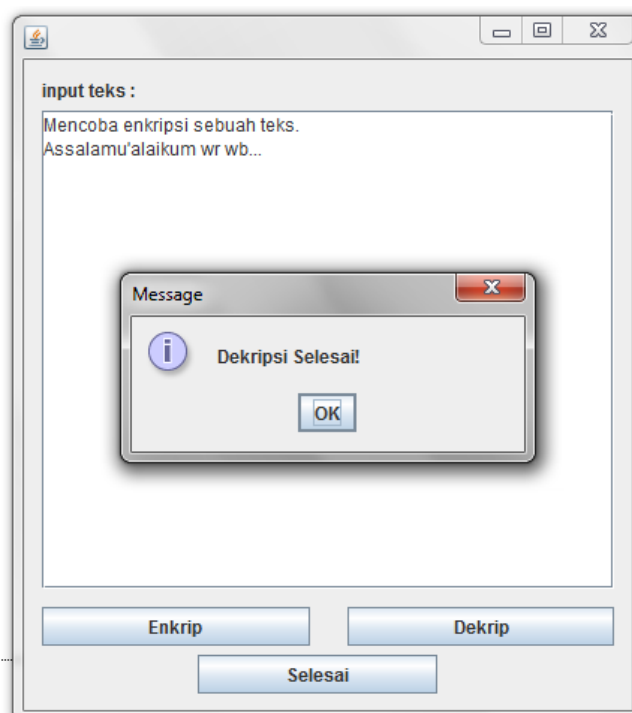 input teks :
Mencoba enkripsi sebuah teks.
Assalamu'alaikum wr wb...
Message
Dekripsi Selesai!
OK
Enkrip
Dekrip
Selesai